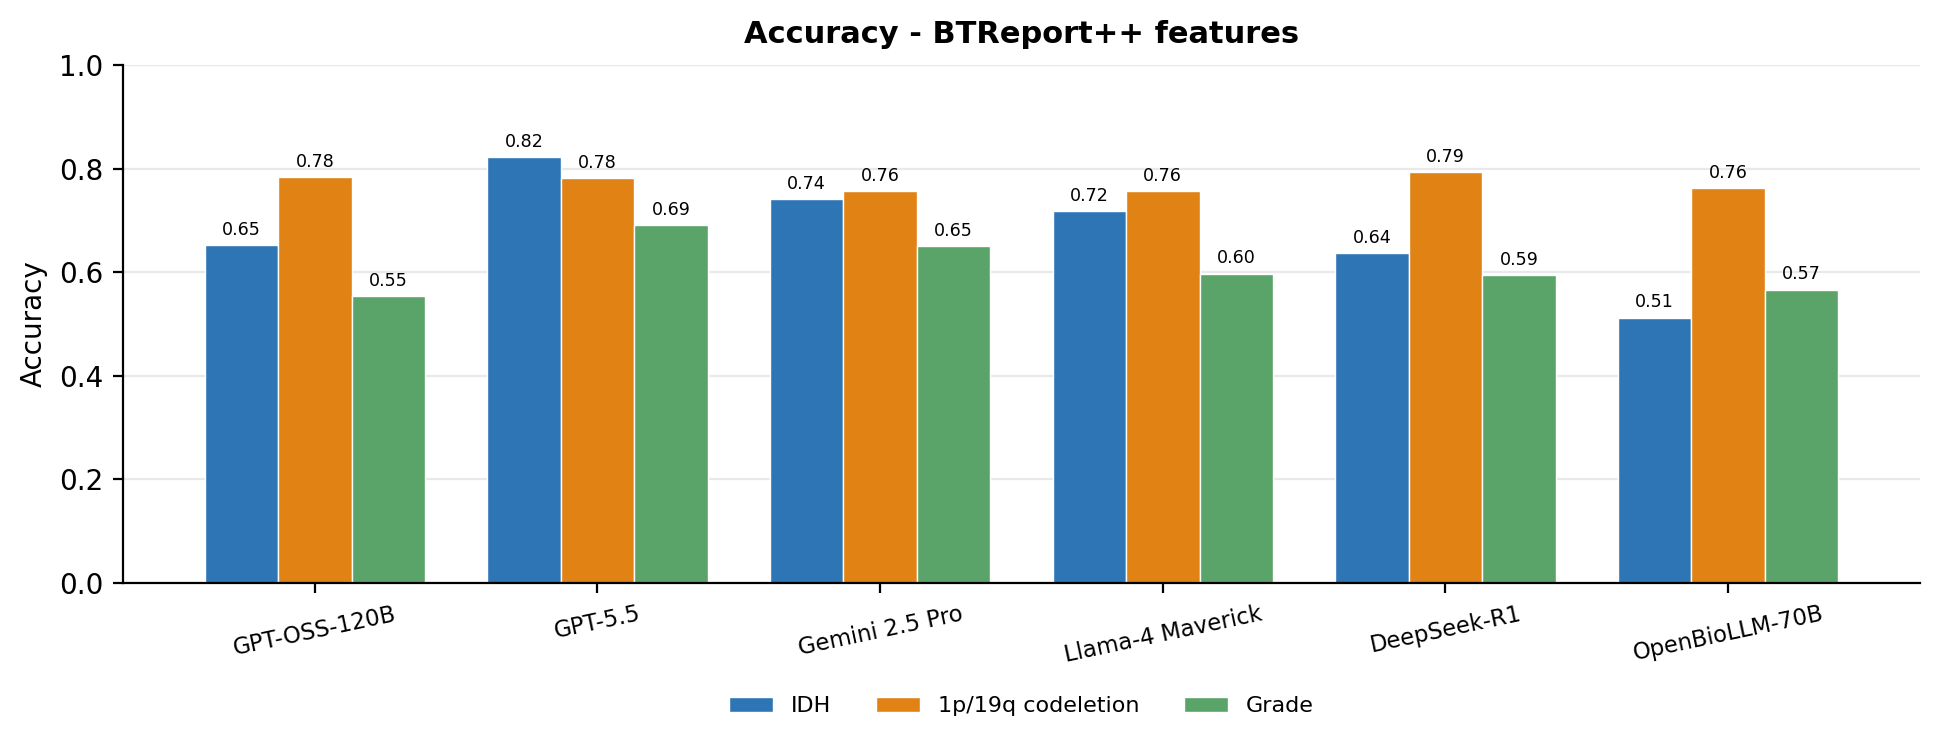 Accuracy - BTReport++ features
Accuracy
1.0
0.8
0.6
0.4
0.2
0.0
0.65 0.78 0.55
0.82 0.78 0.69
0.74 0.76 0.65
0.72 0.76 0.60
0.64 0.79 0.59
0.51 0.76 0.57
GPT-OSS-120B
GPT-5.5
Gemini 2.5 Pro
Llama-4 Maverick
DeepSeek-R1
OpenBioLLM-70B
IDH
1p/19q codeletion
Grade